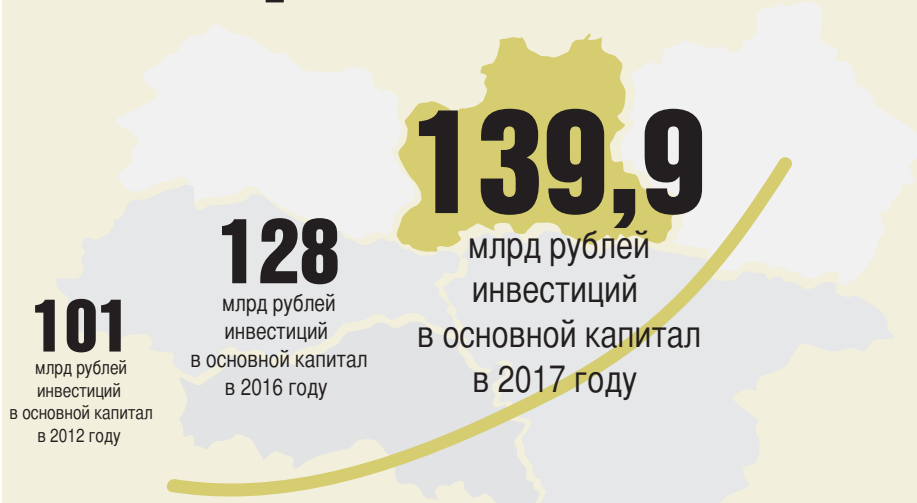 139,9
млрд рублей
инвестиций
в основной капитал
в 2017 году
128
млрд рублей
инвестиций
в основной капитал
в 2016 году
101
млрд рублей
инвестиций
в основной капитал
в 2012 году